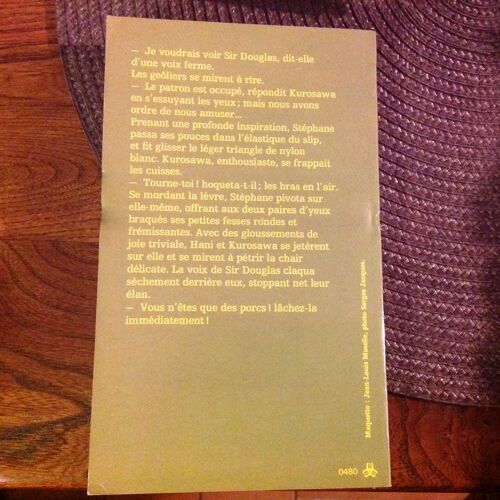 — Je voudrais voir Sir Douglas, dit-elle
d'une voix ferme.
Les geôliers se mirent à rire.
— Le patron est occupé, répondit Kurosawa
en s'essuyant les yeux ; mais nous avons
ordre de nous amuser...
Prenant une profonde inspiration, Stéphane
passa ses pouces dans l'élastique du slip,
et fit glisser le léger triangle de nylon
blanc. Kurosawa, enthousiaste, se frappait
les cuisses.
— Tourne-toi ! hoqueta-t-il ; les bras en l'air.
Se mordant la lèvre, Stéphane pivota sur
elle-même, offrant aux deux paires d'yeux
braqués ses petites fesses rondes et
frémissantes. Avec des gloussements de
joie triviale, Hani et Kurosawa se jetèrent
sur elle et se mirent à pétrir la chair
délicate. La voix de Sir Douglas claqua
sèchement derrière eux, stoppant net leur
élan.
— Vous n'êtes que des porcs ! lâchez-la
immédiatement !
Maquette : Jean-Louis Moselle, photo Serges Jacques.
0480